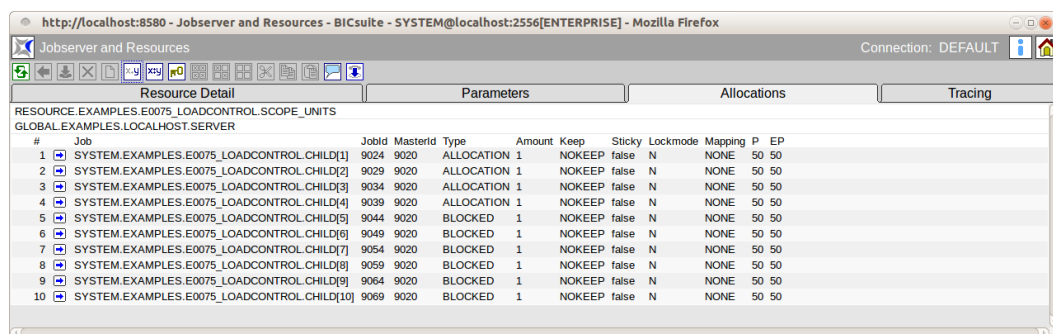 http://localhost:8580 - Jobserver and Resources - BICsuite - SYSTEM@localhost:2556[ENTERPRISE] - Mozilla Firefox
Jobserver and Resources Connection: DEFAULT
x.y x:y
Resource Detail Parameters Allocations Tracing
RESOURCE.EXAMPLES.E0075_LOADCONTROL.SCOPE_UNITS
GLOBAL.EXAMPLES.LOCALHOST.SERVER
# Job JobId MasterId Type Amount Keep Sticky Lockmode Mapping P EP
1 SYSTEM.EXAMPLES.E0075_LOADCONTROL.CHILD[1] 9024 9020 ALLOCATION 1 NOKEEP false N NONE 50 50
2 SYSTEM.EXAMPLES.E0075_LOADCONTROL.CHILD[2] 9029 9020 ALLOCATION 1 NOKEEP false N NONE 50 50
3 SYSTEM.EXAMPLES.E0075_LOADCONTROL.CHILD[3] 9034 9020 ALLOCATION 1 NOKEEP false N NONE 50 50
4 SYSTEM.EXAMPLES.E0075_LOADCONTROL.CHILD[4] 9039 9020 ALLOCATION 1 NOKEEP false N NONE 50 50
5 SYSTEM.EXAMPLES.E0075_LOADCONTROL.CHILD[5] 9044 9020 BLOCKED 1 NOKEEP false N NONE 50 50
6 SYSTEM.EXAMPLES.E0075_LOADCONTROL.CHILD[6] 9049 9020 BLOCKED 1 NOKEEP false N NONE 50 50
7 SYSTEM.EXAMPLES.E0075_LOADCONTROL.CHILD[7] 9054 9020 BLOCKED 1 NOKEEP false N NONE 50 50
8 SYSTEM.EXAMPLES.E0075_LOADCONTROL.CHILD[8] 9059 9020 BLOCKED 1 NOKEEP false N NONE 50 50
9 SYSTEM.EXAMPLES.E0075_LOADCONTROL.CHILD[9] 9064 9020 BLOCKED 1 NOKEEP false N NONE 50 50
10 SYSTEM.EXAMPLES.E0075_LOADCONTROL.CHILD[10] 9069 9020 BLOCKED 1 NOKEEP false N NONE 50 50